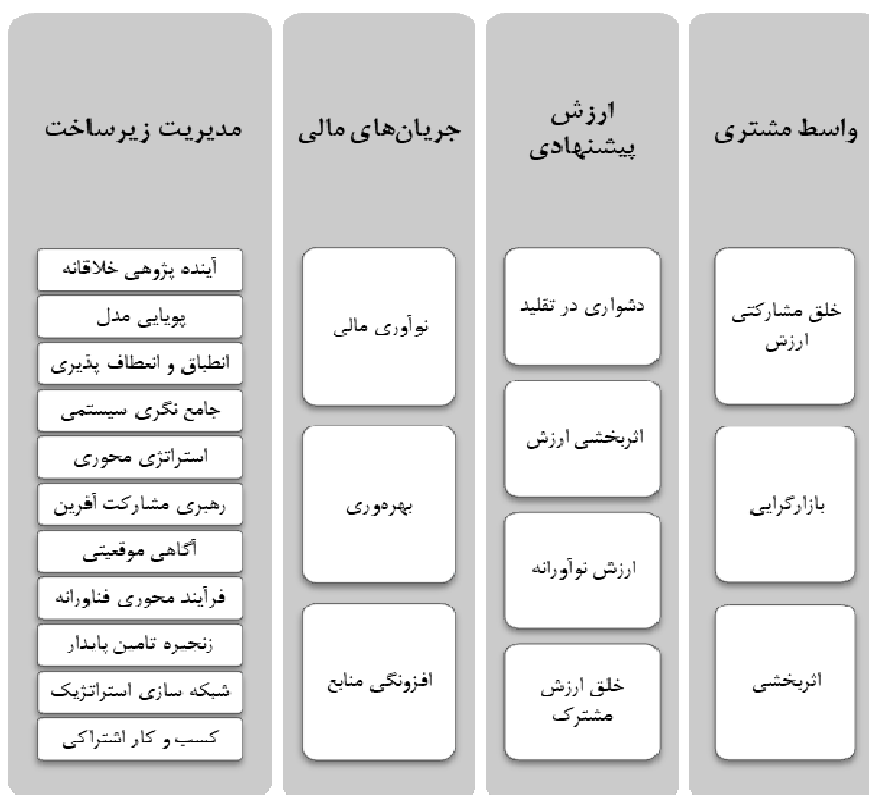 واسط مشتری
خلق مشارکتی
ارزش
بازارگرایی
اثربخشی
ارزش
پیشنهادی
دشواری در تقلید
اثربخشی ارزش
ارزش نوآورانه
خلق ارزش
مشترک
جریان‌های مالی
نوآوری مالی
بهره‌وری
افزونگی منابع
مدیریت زیرساخت
آینده پژوهی خلاقانه
پویایی مدل
انطباق و انعطاف پذیری
جامع نگری سیستمی
استراتژی محوری
رهبری مشارکت آفرین
آگاهی موقعیتی
فرآیند محوری فناورانه
زنجیره تامین پایدار
شبکه سازی استراتژیک
کسب و کار اشتراکی